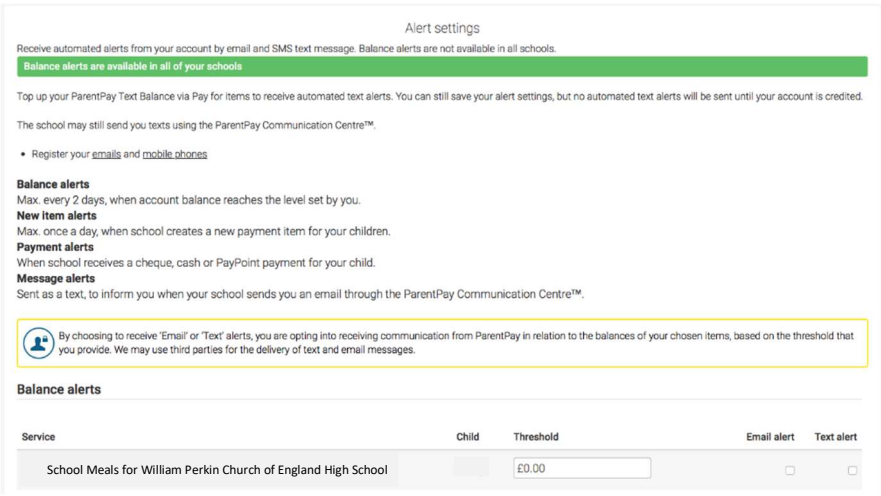 Alert settings
Receive automated alerts from your account by email and SMS text message. Balance alerts are not available in all schools.
Balance alerts are available in all of your schools
Top up your ParentPay Text Balance via Pay for items to receive automated text alerts. You can still save your alert settings, but no automated text alerts will be sent until your account is credited.
The school may still send you texts using the ParentPay Communication Centre™.
• Register your emails and mobile phones
Balance alerts
Max. every 2 days, when account balance reaches the level set by you.
New item alerts
Max. once a day, when school creates a new payment item for your children.
Payment alerts
When school receives a cheque, cash or PayPoint payment for your child.
Message alerts
Sent as a text, to inform you when your school sends you an email through the ParentPay Communication Centre™.
By choosing to receive 'Email' or 'Text' alerts, you are opting into receiving communication from ParentPay in relation to the balances of your chosen items, based on the threshold that
you provide. We may use third parties for the delivery of text and email messages.
Balance alerts
Service Child Threshold Email alert Text alert
School Meals for William Perkin Church of England High School £0.00